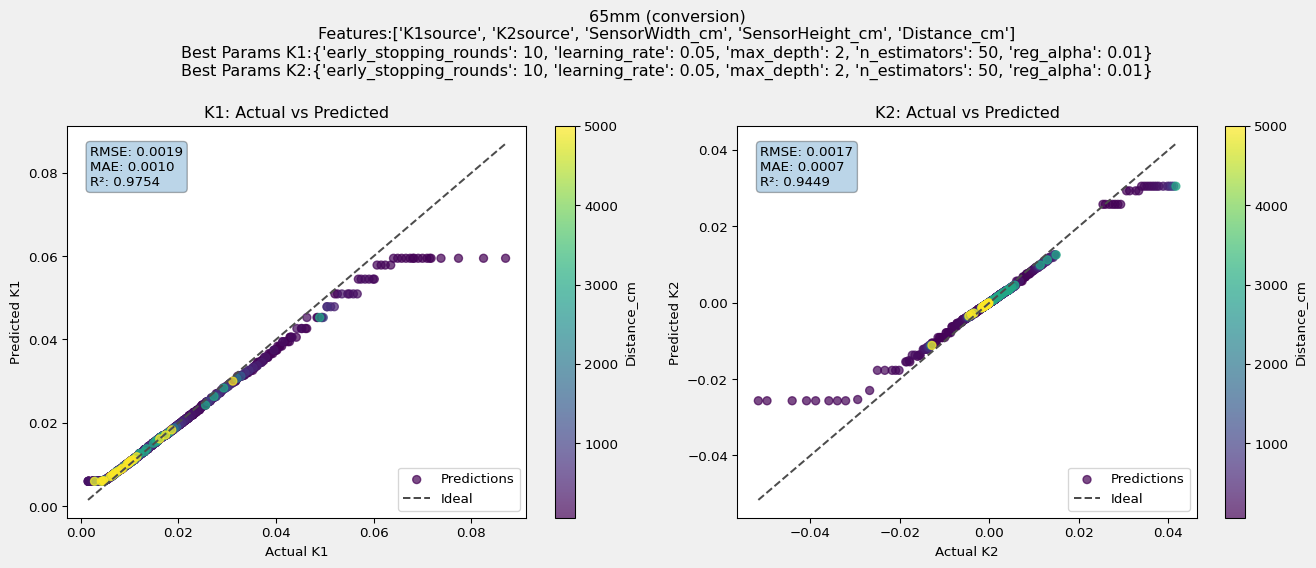 65mm (conversion)
Features:['K1source', 'K2source', 'SensorWidth_cm', 'SensorHeight_cm', 'Distance_cm']
Best Params K1:{'early_stopping_rounds': 10, 'learning_rate': 0.05, 'max_depth': 2, 'n_estimators': 50, 'reg_alpha': 0.01}
Best Params K2:{'early_stopping_rounds': 10, 'learning_rate': 0.05, 'max_depth': 2, 'n_estimators': 50, 'reg_alpha': 0.01}
K1: Actual vs Predicted
RMSE: 0.0019
MAE: 0.0010
R²: 0.9754
0.08
0.06
0.04
0.02
0.00
Predicted K1
0.00
0.02
0.04
0.06
0.08
Actual K1
Predictions
Ideal
5000
4000
3000
2000
1000
Distance_cm
K2: Actual vs Predicted
RMSE: 0.0017
MAE: 0.0007
R²: 0.9449
0.04
0.02
0.00
−0.02
−0.04
Predicted K2
−0.04
−0.02
0.00
0.02
0.04
Actual K2
Predictions
Ideal
5000
4000
3000
2000
1000
Distance_cm